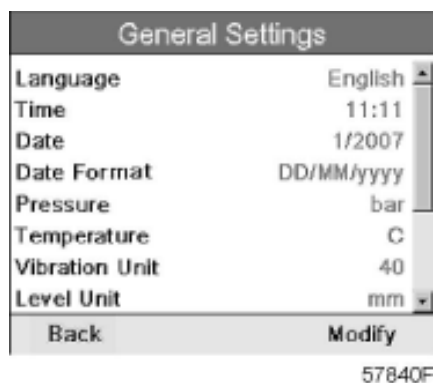 General Settings
Language English
Time 11:11
Date 1/2007
Date Format DD/MM/yyyy
Pressure bar
Temperature C
Vibration Unit 40
Level Unit mm
Back Modify
57840F